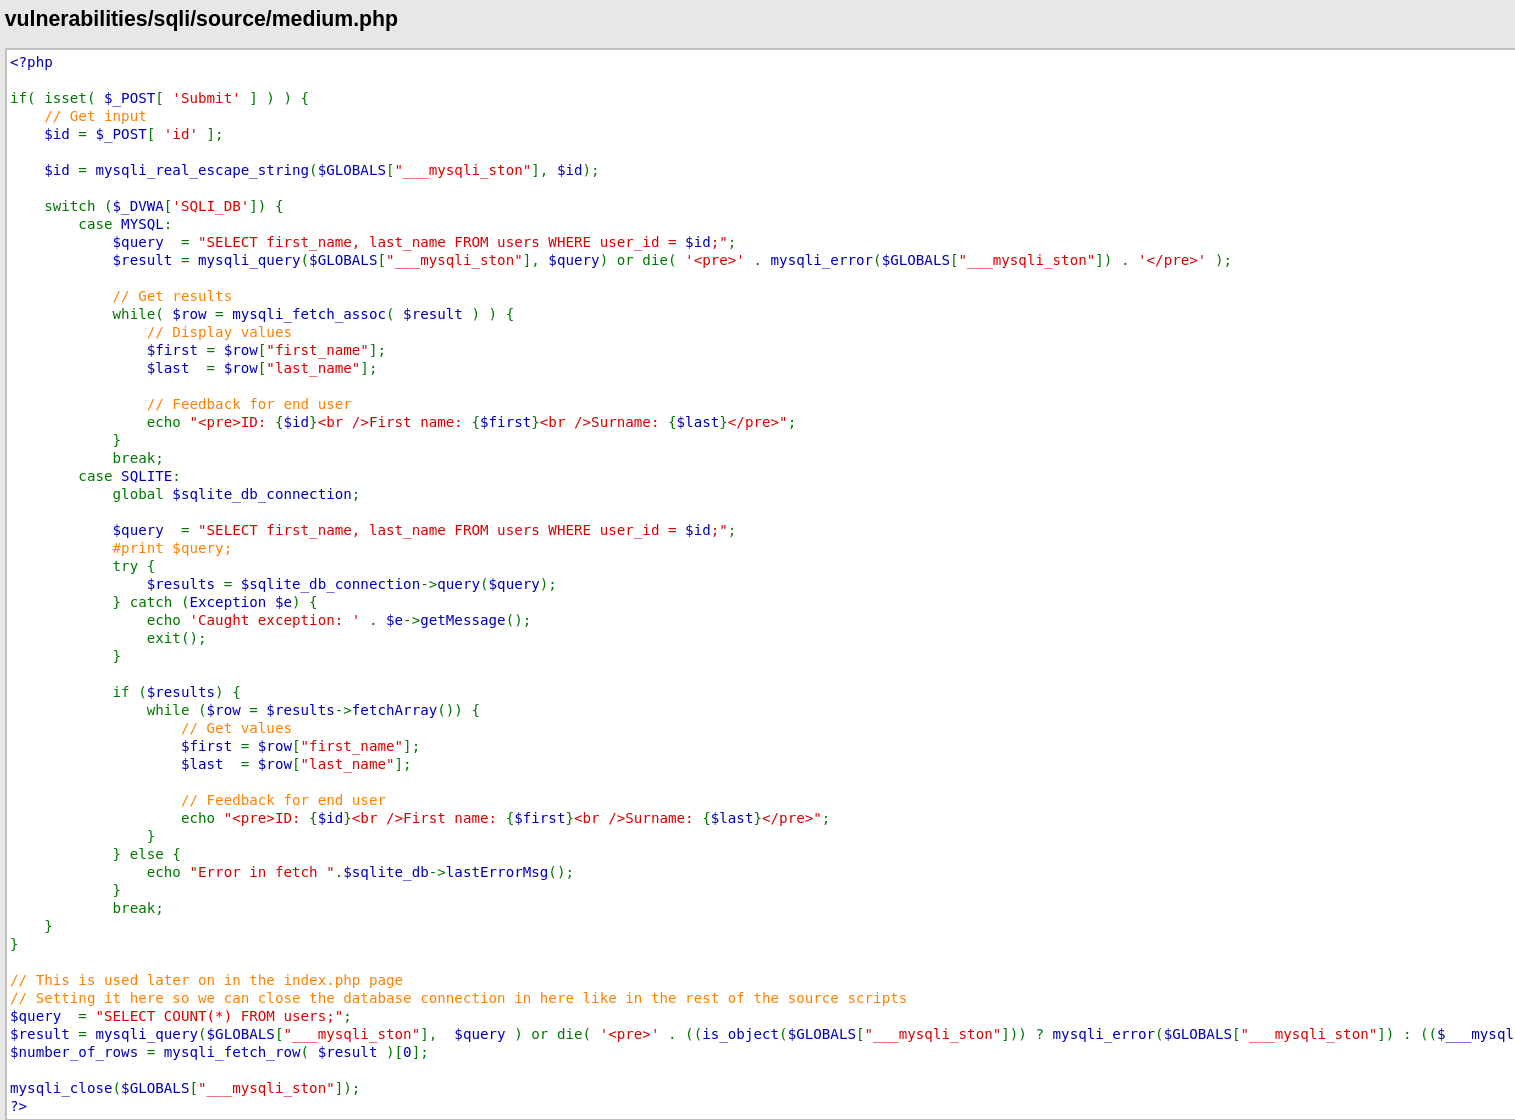 vulnerabilities/sqli/source/medium.php
<?php
if( isset( $_POST[ 'Submit' ] ) ) {
    // Get input
    $id = $_POST[ 'id' ];
    $id = mysqli_real_escape_string($GLOBALS["___mysqli_ston"], $id);
    switch ($_DVWA['SQLI_DB']) {
        case MYSQL:
            $query  = "SELECT first_name, last_name FROM users WHERE user_id = $id;";
            $result = mysqli_query($GLOBALS["___mysqli_ston"], $query) or die( '<pre>' . mysqli_error($GLOBALS["___mysqli_ston"]) . '</pre>' );
            // Get results
            while( $row = mysqli_fetch_assoc( $result ) ) {
                // Display values
                $first = $row["first_name"];
                $last  = $row["last_name"];
                // Feedback for end user
                echo "<pre>ID: {$id}<br />First name: {$first}<br />Surname: {$last}</pre>";
            }
            break;
        case SQLITE:
            global $sqlite_db_connection;
            $query  = "SELECT first_name, last_name FROM users WHERE user_id = $id;";
            #print $query;
            try {
                $results = $sqlite_db_connection->query($query);
            } catch (Exception $e) {
                echo 'Caught exception: ' . $e->getMessage();
                exit();
            }
            if ($results) {
                while ($row = $results->fetchArray()) {
                    // Get values
                    $first = $row["first_name"];
                    $last  = $row["last_name"];
                    // Feedback for end user
                    echo "<pre>ID: {$id}<br />First name: {$first}<br />Surname: {$last}</pre>";
                }
            } else {
                echo "Error in fetch ".$sqlite_db->lastErrorMsg();
            }
            break;
    }
}
// This is used later on in the index.php page
// Setting it here so we can close the database connection in here like in the rest of the source scripts
$query  = "SELECT COUNT(*) FROM users;";
$result = mysqli_query($GLOBALS["___mysqli_ston"],  $query ) or die( '<pre>' . ((is_object($GLOBALS["___mysqli_ston"])) ? mysqli_error($GLOBALS["___mysqli_ston"]) : (($___mysql
$number_of_rows = mysqli_fetch_row( $result )[0];
mysqli_close($GLOBALS["___mysqli_ston"]);
?>